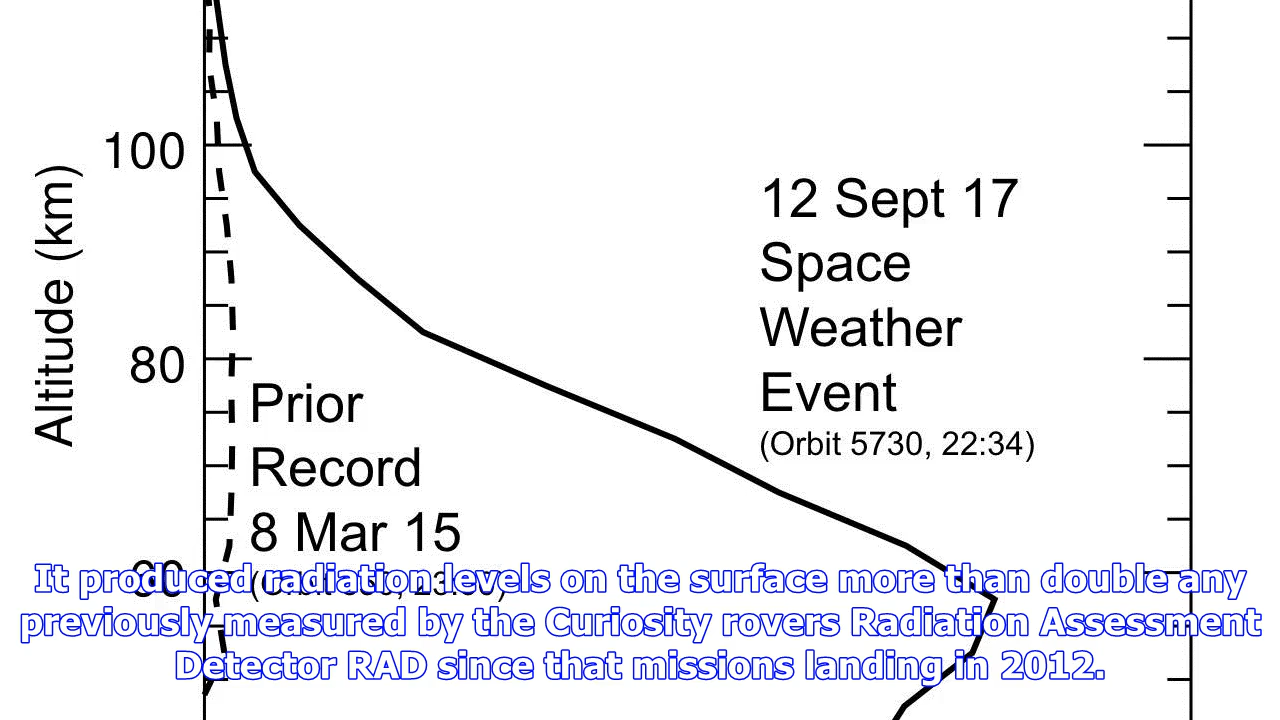 100
80
Altitude (km)
12 Sept 17
Space
Weather
Event
(Orbit 5730, 22:34)
Prior
Record
8 Mar 15
It produced radiation levels on the surface more than double any
previously measured by the Curiosity rovers Radiation Assessment
Detector RAD since that missions landing in 2012.